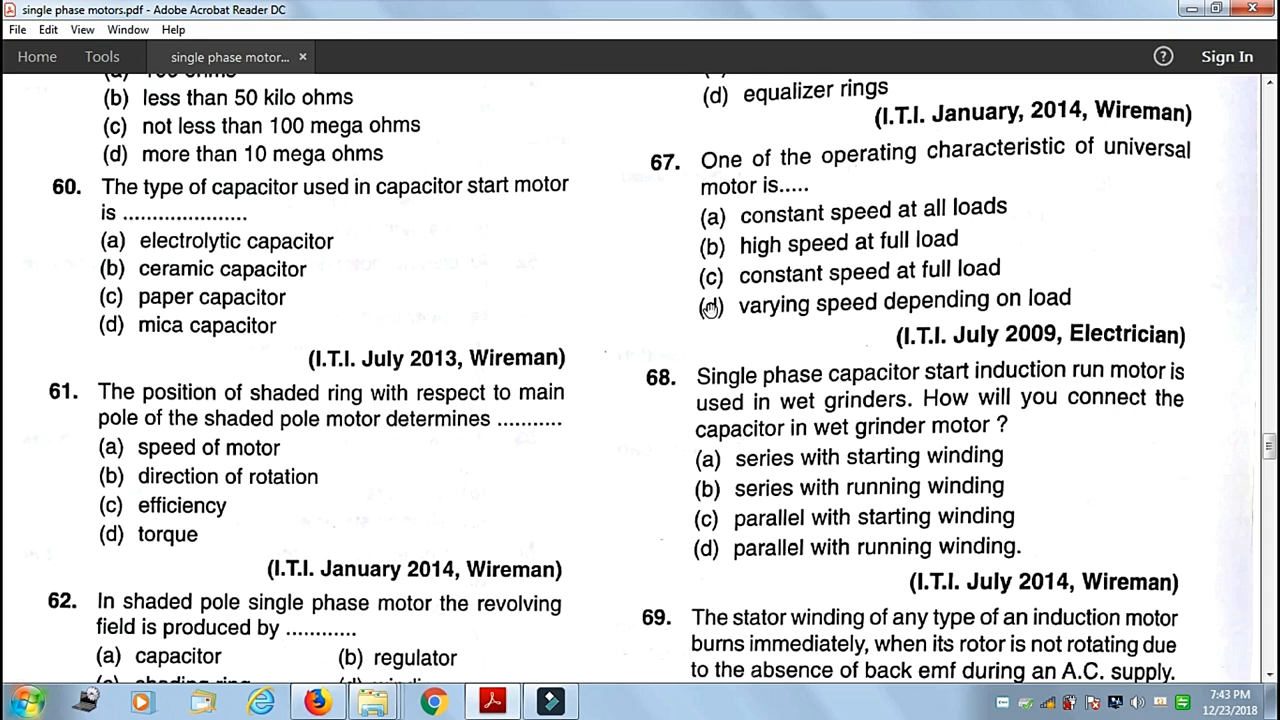 single phase motors.pdf - Adobe Acrobat Reader DC
File Edit View Window Help
Home Tools single phase motor... ×
? Sign In
(b) less than 50 kilo ohms
(c) not less than 100 mega ohms
(d) more than 10 mega ohms
60. The type of capacitor used in capacitor start motor
is .....................
(a) electrolytic capacitor
(b) ceramic capacitor
(c) paper capacitor
(d) mica capacitor
(I.T.I. July 2013, Wireman)
61. The position of shaded ring with respect to main
pole of the shaded pole motor determines ...........
(a) speed of motor
(b) direction of rotation
(c) efficiency
(d) torque
(I.T.I. January 2014, Wireman)
62. In shaded pole single phase motor the revolving
field is produced by ............
(a) capacitor (b) regulator
(d) equalizer rings
(I.T.I. January, 2014, Wireman)
67. One of the operating characteristic of universal
motor is.....
(a) constant speed at all loads
(b) high speed at full load
(c) constant speed at full load
(d) varying speed depending on load
(I.T.I. July 2009, Electrician)
68. Single phase capacitor start induction run motor is
used in wet grinders. How will you connect the
capacitor in wet grinder motor ?
(a) series with starting winding
(b) series with running winding
(c) parallel with starting winding
(d) parallel with running winding.
(I.T.I. July 2014, Wireman)
69. The stator winding of any type of an induction motor
burns immediately, when its rotor is not rotating due
to the absence of back emf during an A.C. supply.
7:43 PM
12/23/2018